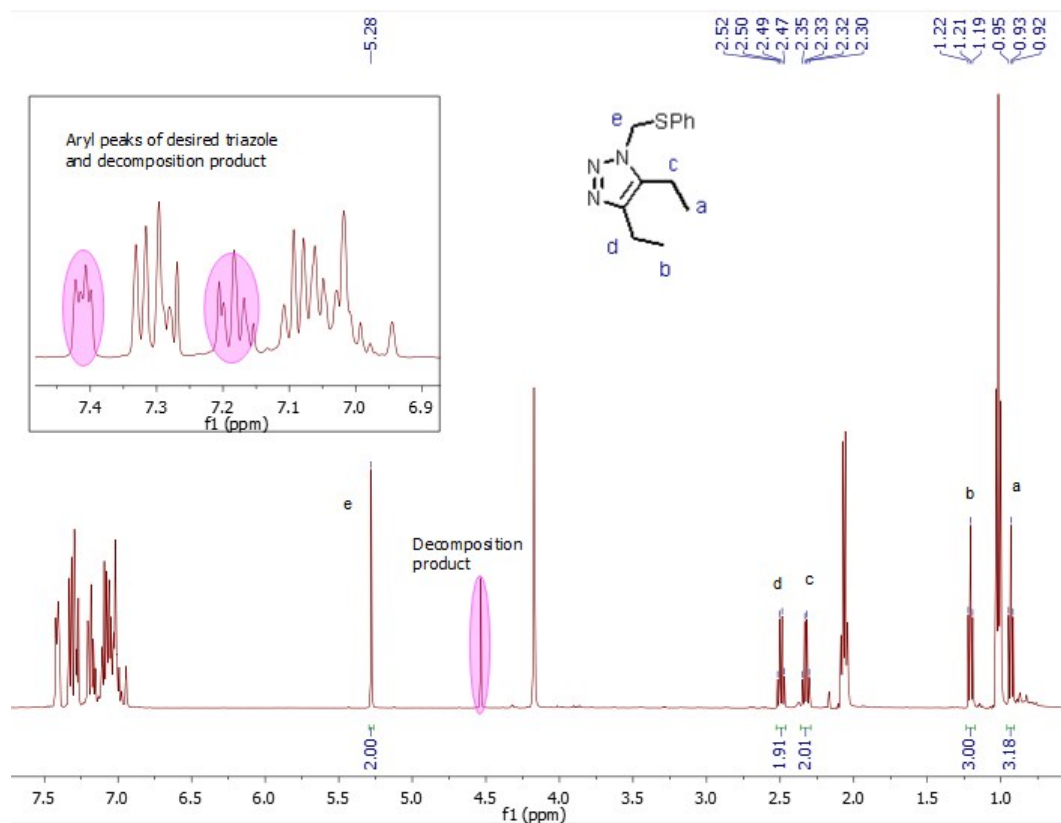 5.28
2.52
2.50
2.49
2.47
2.35
2.33
2.32
2.30
1.22
1.21
1.19
0.95
0.93
0.92
Aryl peaks of desired triazole
and decomposition product
7.4 7.3 7.2 7.1 7.0 6.9
f1 (ppm)
e SPh
N N N c
a
d
b
e
Decomposition
product
d c b a
2.00 1.91 2.01 3.00 3.18
7.5 7.0 6.5 6.0 5.5 5.0 4.5 4.0 3.5 3.0 2.5 2.0 1.5 1.0
f1 (ppm)